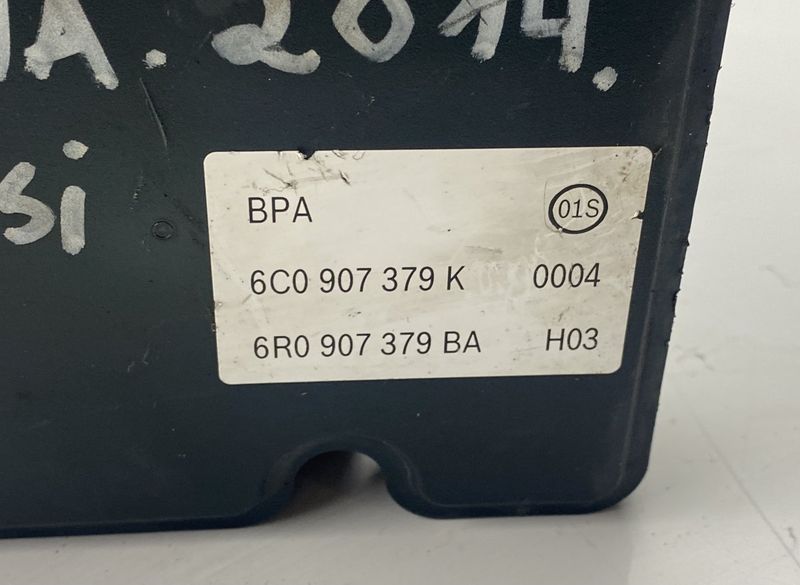 A. 2014.
si
BPA 01S
6C0 907 379 K 0004
6R0 907 379 BA H03